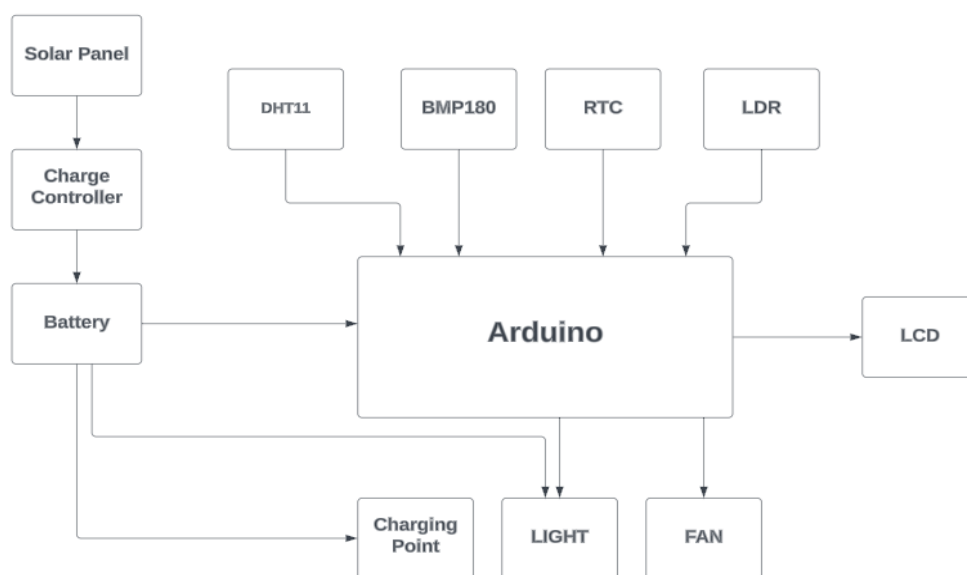 Solar Panel
DHT11
BMP180
RTC
LDR
Charge
Controller
Battery
Arduino
LCD
Charging
Point
LIGHT
FAN